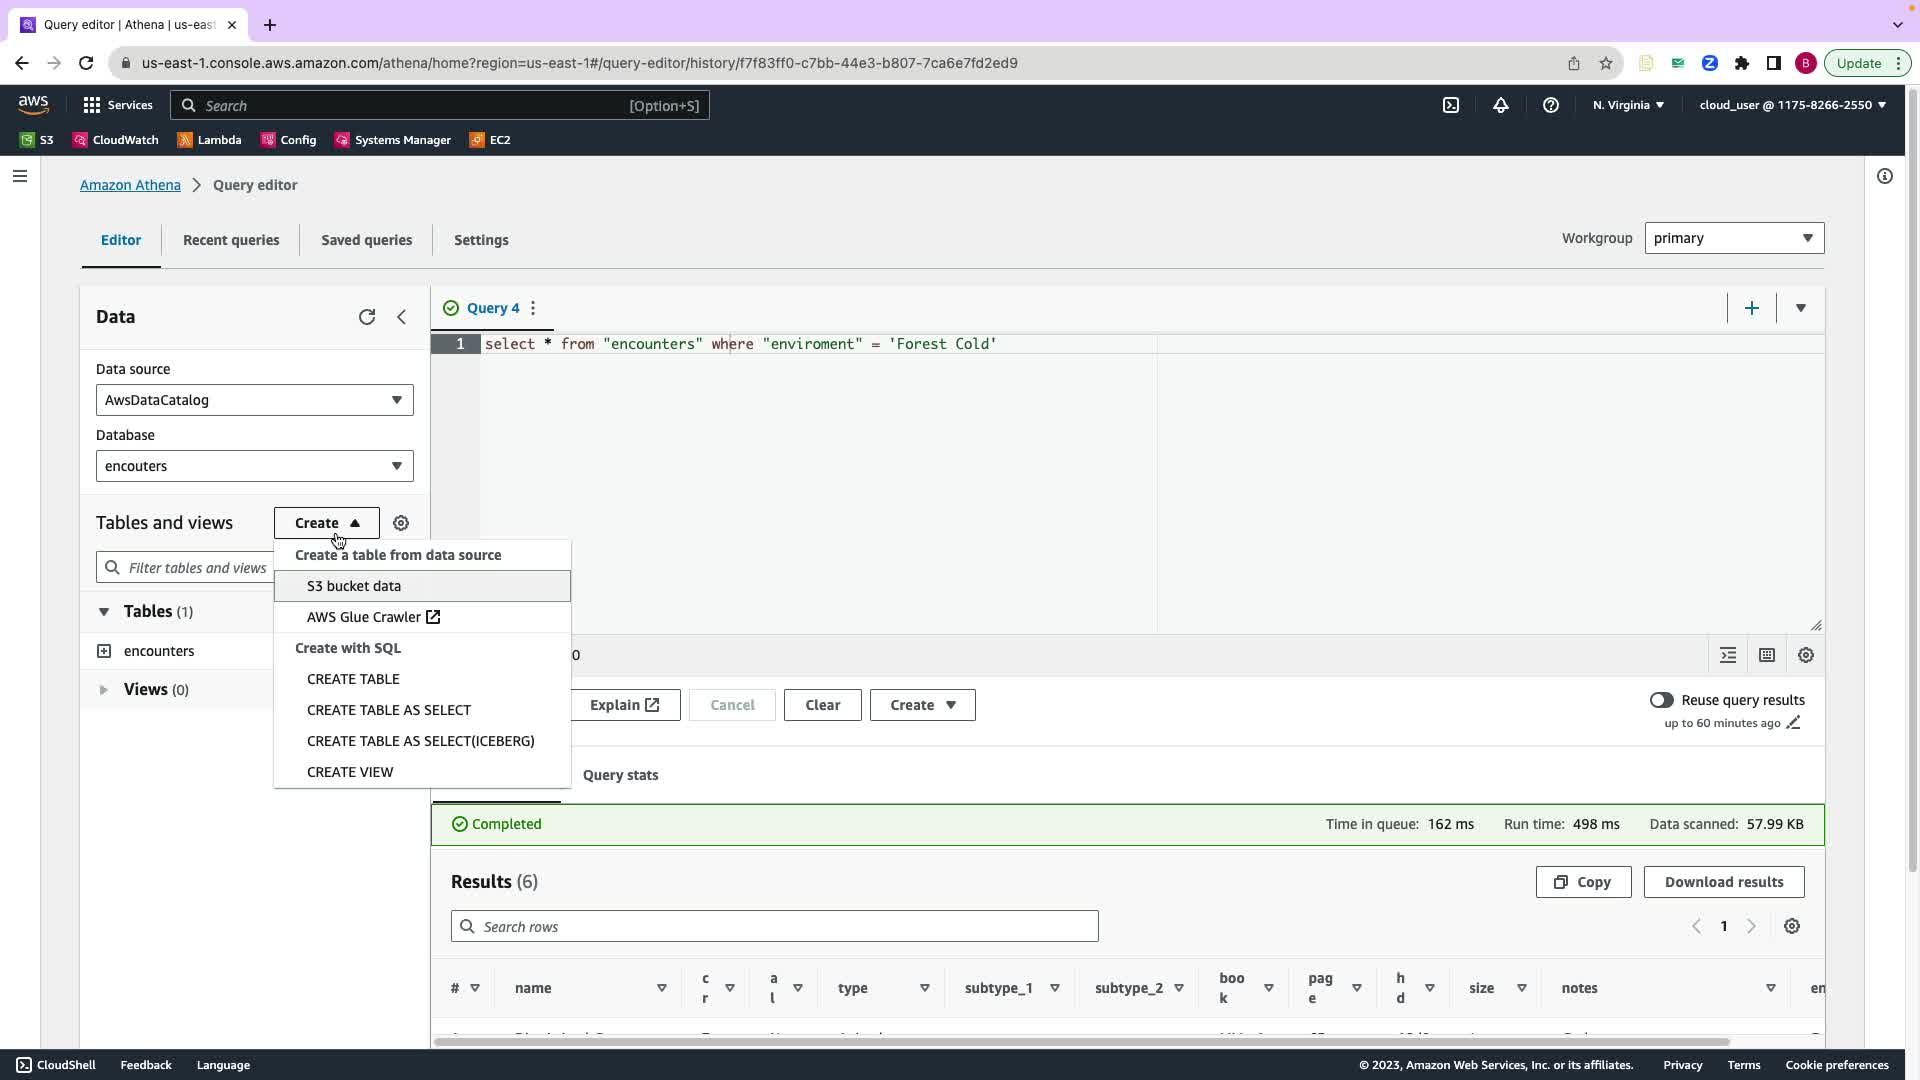 Query editor | Athena | us-east
us-east-1.console.aws.amazon.com/athena/home?region=us-east-1#/query-editor/history/f7f83ff0-c7bb-44e3-b807-7ca6e7fd2ed9
B
Update
aws
Services
Search
[Option+S]
N. Virginia
cloud_user @ 1175-8266-2550
S3
CloudWatch
Lambda
Config
Systems Manager
EC2
Amazon Athena
Query editor
Editor
Recent queries
Saved queries
Settings
Workgroup
primary
Data
Data source
AwsDataCatalog
Database
encouters
Tables and views
Create
Filter tables and views
Create a table from data source
S3 bucket data
AWS Glue Crawler
Create with SQL
CREATE TABLE
CREATE TABLE AS SELECT
CREATE TABLE AS SELECT(ICEBERG)
CREATE VIEW
Tables (1)
encounters
Views (0)
Query 4
1 select * from "encounters" where "enviroment" = 'Forest Cold'
0
Explain
Cancel
Clear
Create
Reuse query results
up to 60 minutes ago
Query stats
Completed
Time in queue: 162 ms
Run time: 498 ms
Data scanned: 57.99 KB
Results (6)
Copy
Download results
Search rows
1
#
name
cr
al
type
subtype_1
subtype_2
book
page
hd
size
notes
en
CloudShell
Feedback
Language
© 2023, Amazon Web Services, Inc. or its affiliates.
Privacy
Terms
Cookie preferences